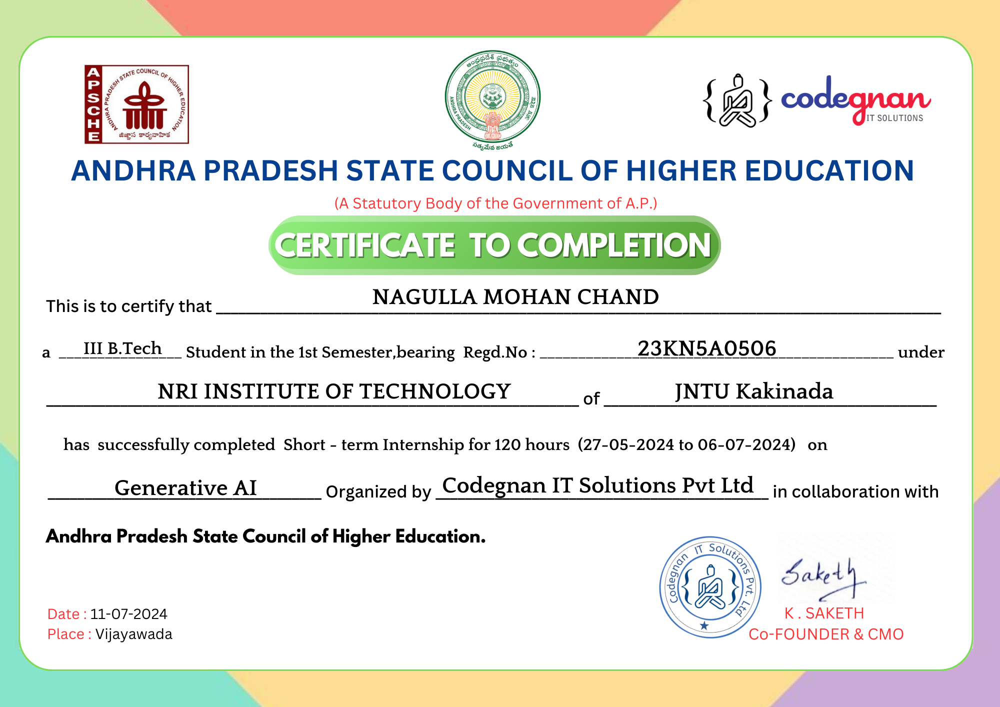 APSCHE
ANDHRA PRADESH STATE COUNCIL OF HIGHER EDUCATION
జిజ్ఞాస కార్యవాహిక
ఆంధ్రప్రదేశ్ ప్రభుత్వం
ANDHRA PRADESH
आंध्र प्रदेश
సత్యమేవ జయతే
codegnan
IT SOLUTIONS
ANDHRA PRADESH STATE COUNCIL OF HIGHER EDUCATION
(A Statutory Body of the Government of A.P.)
CERTIFICATE TO COMPLETION
This is to certify that NAGULLA MOHAN CHAND
a III B.Tech Student in the 1st Semester,bearing Regd.No : 23KN5A0506 under
NRI INSTITUTE OF TECHNOLOGY of JNTU Kakinada
has successfully completed Short - term Internship for 120 hours (27-05-2024 to 06-07-2024) on
Generative AI Organized by Codegnan IT Solutions Pvt Ltd in collaboration with
Andhra Pradesh State Council of Higher Education.
Codegnan IT Solutions Pvt. Ltd
Saketh
Date : 11-07-2024
Place : Vijayawada
K . SAKETH
Co-FOUNDER & CMO